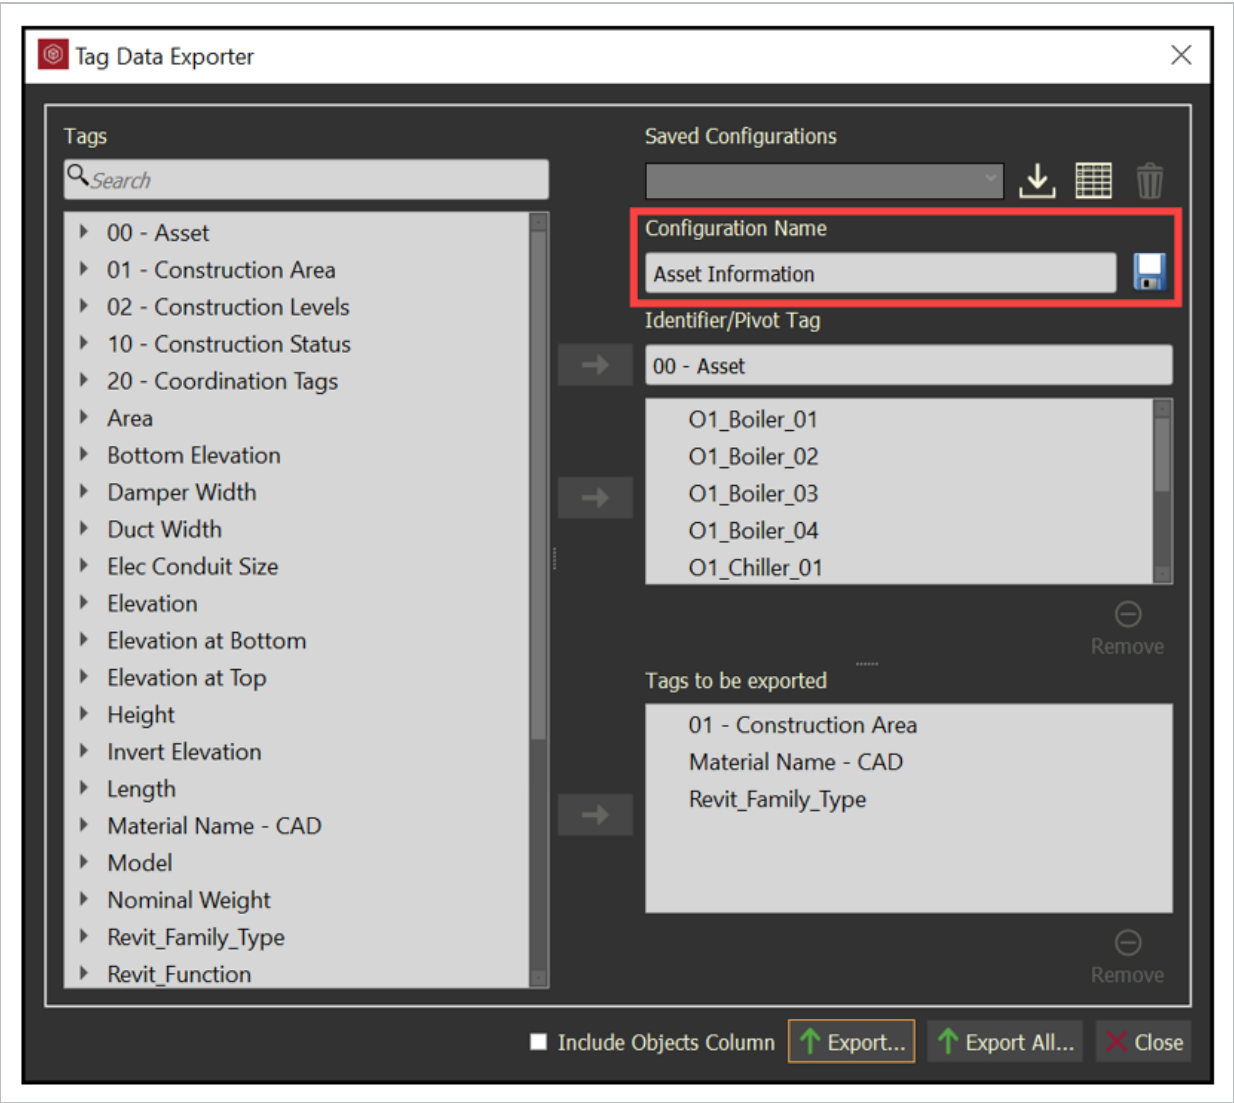 Tag Data Exporter
Tags
Search
00 - Asset
01 - Construction Area
02 - Construction Levels
10 - Construction Status
20 - Coordination Tags
Area
Bottom Elevation
Damper Width
Duct Width
Elec Conduit Size
Elevation
Elevation at Bottom
Elevation at Top
Height
Invert Elevation
Length
Material Name - CAD
Model
Nominal Weight
Revit_Family_Type
Revit_Function
Saved Configurations
Configuration Name
Asset Information
Identifier/Pivot Tag
00 - Asset
O1_Boiler_01
O1_Boiler_02
O1_Boiler_03
O1_Boiler_04
O1_Chiller_01
Remove
Tags to be exported
01 - Construction Area
Material Name - CAD
Revit_Family_Type
Remove
Include Objects Column
Export...
Export All...
Close